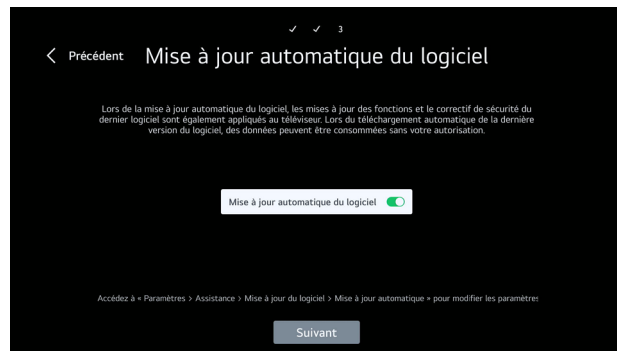 ✓ ✓ 3
Précédent
Mise à jour automatique du logiciel
Lors de la mise à jour automatique du logiciel, les mises à jour des fonctions et le correctif de sécurité du
dernier logiciel sont également appliqués au téléviseur. Lors du téléchargement automatique de la dernière
version du logiciel, des données peuvent être consommées sans votre autorisation.
Mise à jour automatique du logiciel
Accédez à « Paramètres > Assistance > Mise à jour du logiciel > Mise à jour automatique » pour modifier les paramètres
Suivant